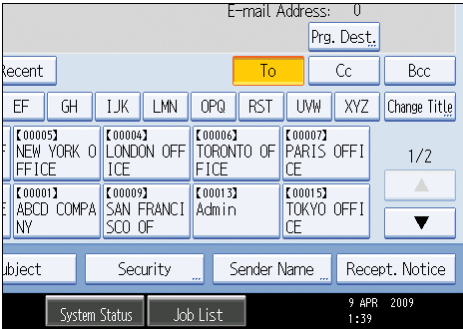 E-mail Address: 0
Prg. Dest.
Recent
To Cc Bcc
EF GH IJK LMN OPQ RST UVW XYZ Change Title
【00005】 【00004】 【00006】 【00007】
NEW YORK O LONDON OFF TORONTO OF PARIS OFFI
FFICE ICE FICE CE
1/2
【00001】 【00009】 【00013】 【00015】
ABCD COMPA SAN FRANCI Admin TOKYO OFFI
NY SCO OF CE
ubject Security Sender Name Recept. Notice
System Status Job List
9 APR 2009
1:39